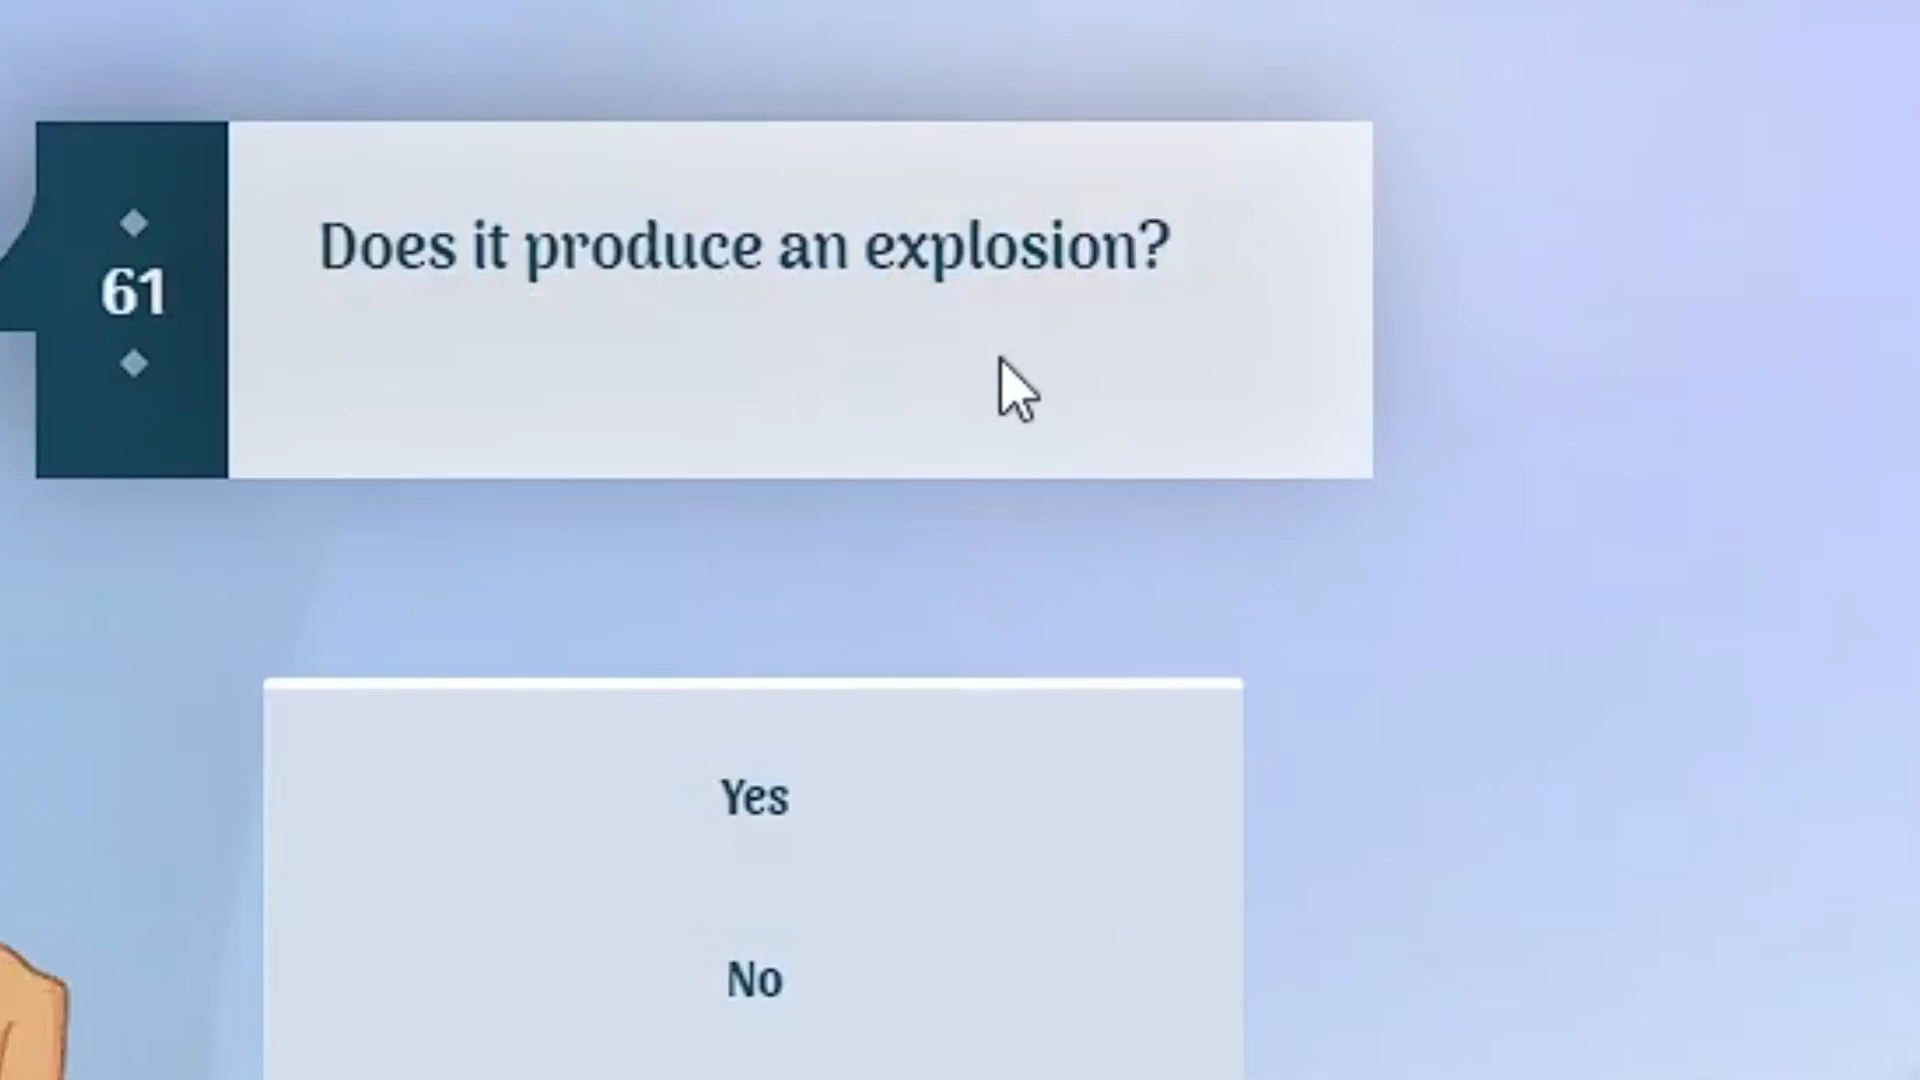 61
Does it produce an explosion?
Yes
No